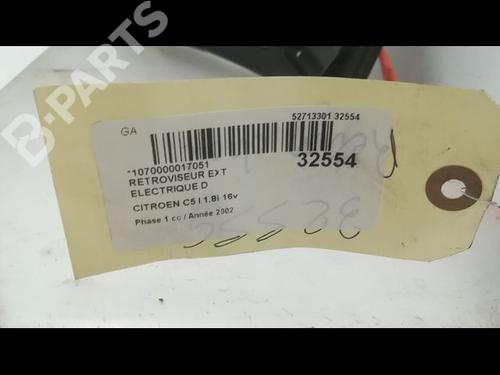 B-PARTS
52713301 32554
GA
*1070000017051
32554
RETROVISEUR EXT
ELECTRIQUE D
CITROEN C5 I 1.8i 16v
Phase 1 cc / Année 2002